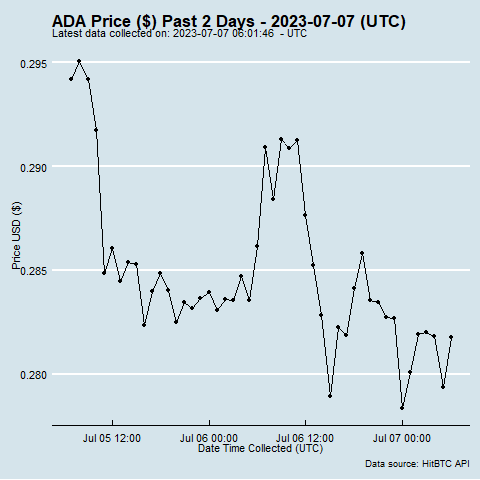 ADA Price ($) Past 2 Days - 2023-07-07 (UTC)
Latest data collected on: 2023-07-07 06:01:46 - UTC
0.295
0.290
0.285
0.280
Price USD ($)
Jul 05 12:00 Jul 06 00:00 Jul 06 12:00 Jul 07 00:00
Date Time Collected (UTC)
Data source: HitBTC API